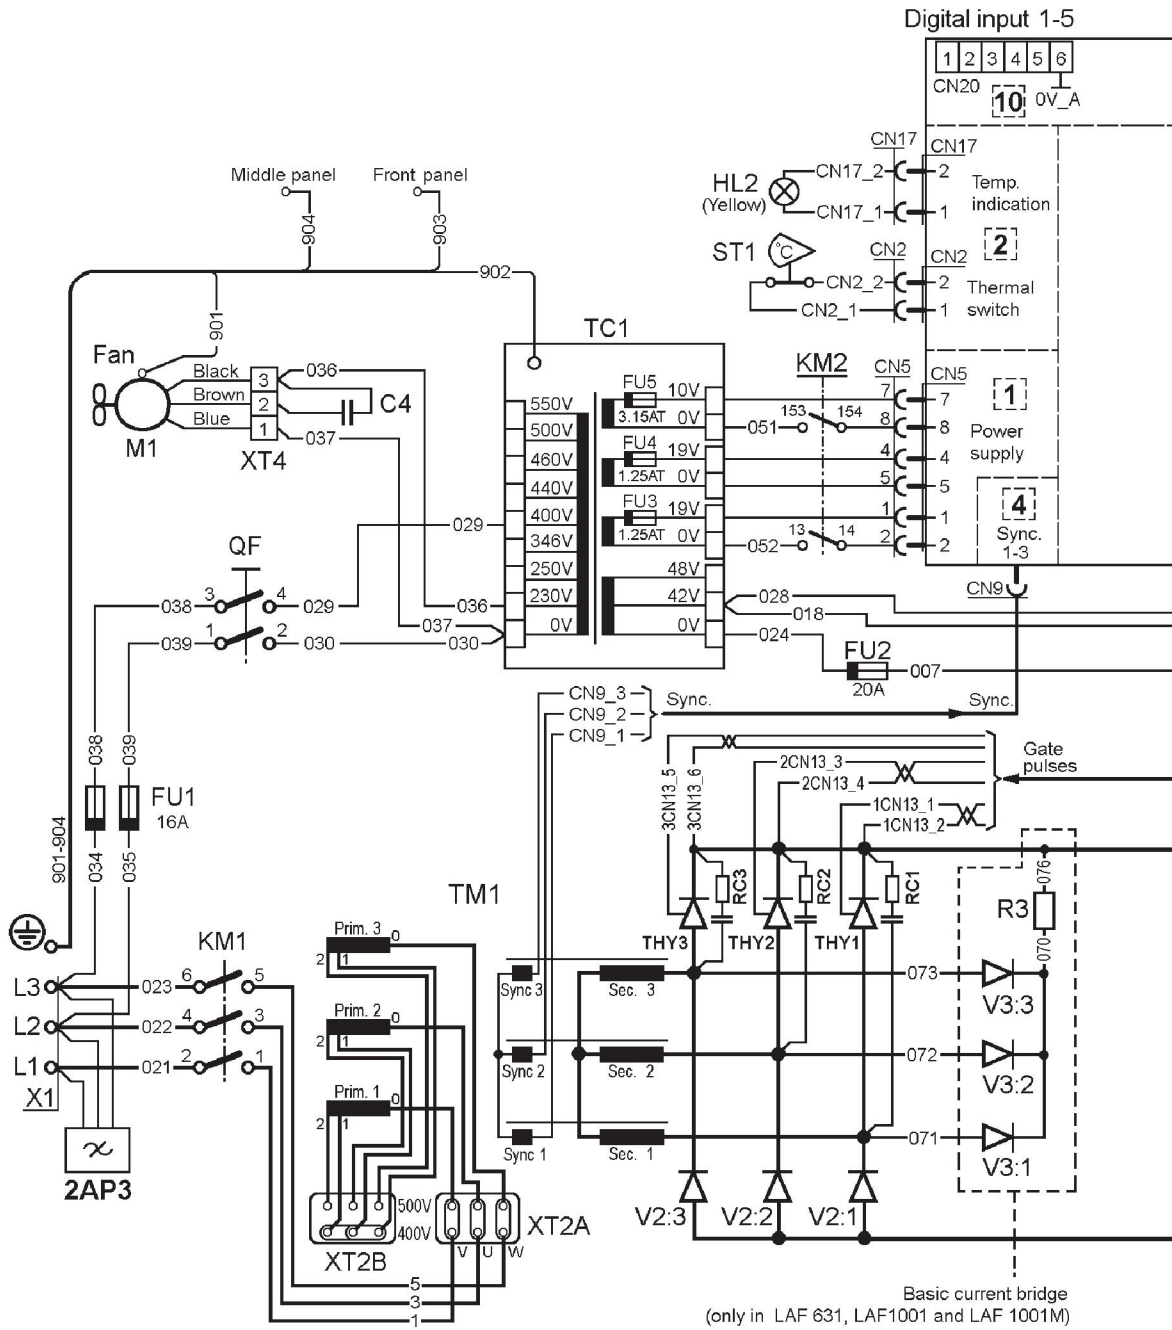 Digital input 1-5
1 2 3 4 5 6
CN20
10
0V_A
CN17
CN17
Middle panel
Front panel
HL2
(Yellow)
CN17_2
2
Temp.
indication
CN17_1
1
904
903
2
ST1
°C
CN2
CN2
902
CN2_2
2
Thermal
switch
CN2_1
1
901
TC1
Fan
KM2
CN5
CN5
Black
3
036
FU5
10V
7
7
1
Brown
2
C4
550V
3.15AT
0V
051
153
154
8
8
Power
supply
Blue
1
500V
M1
037
FU4
19V
4
4
XT4
460V
1.25AT
0V
5
5
440V
4
FU3
19V
1
1
029
400V
1.25AT
0V
052
13
14
2
2
Sync.
1-3
QF
346V
250V
48V
CN9
038
3
4
029
036
230V
42V
028
018
037
039
1
2
030
030
0V
0V
024
FU2
20A
007
CN9_3
CN9_2
CN9_1
Sync.
Sync.
038
039
3CN13_5
3CN13_6
2CN13_3
2CN13_4
1CN13_1
1CN13_2
Gate
pulses
FU1
16A
901-904
034
035
TM1
RC3
RC2
RC1
076
R3
070
THY3
THY2
THY1
KM1
Prim. 3
0
2
1
L3
023
6
5
Sync 3
Sec. 3
073
V3:3
L2
022
4
3
Prim. 2
0
2
1
Sync 2
Sec. 2
072
V3:2
L1
021
2
1
X1
Prim. 1
0
2
1
Sync 1
Sec. 1
071
V3:1
2AP3
500V
400V
XT2B
V
U
W
XT2A
V2:3
V2:2
V2:1
5
3
1
Basic current bridge
(only in LAF 631, LAF1001 and LAF 1001M)